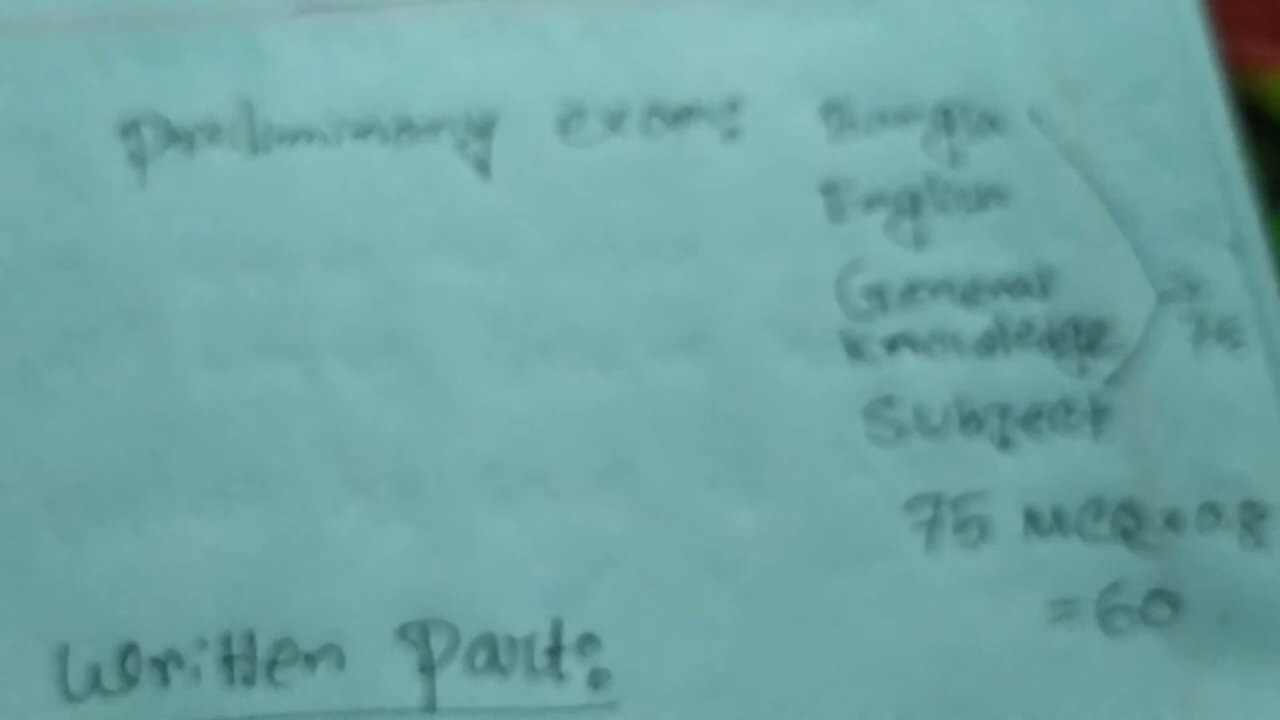 Preliminary exam: Bangla
English
General
Knowledge
75
Subject
75 MCQ×0.8
=60
Written Part: